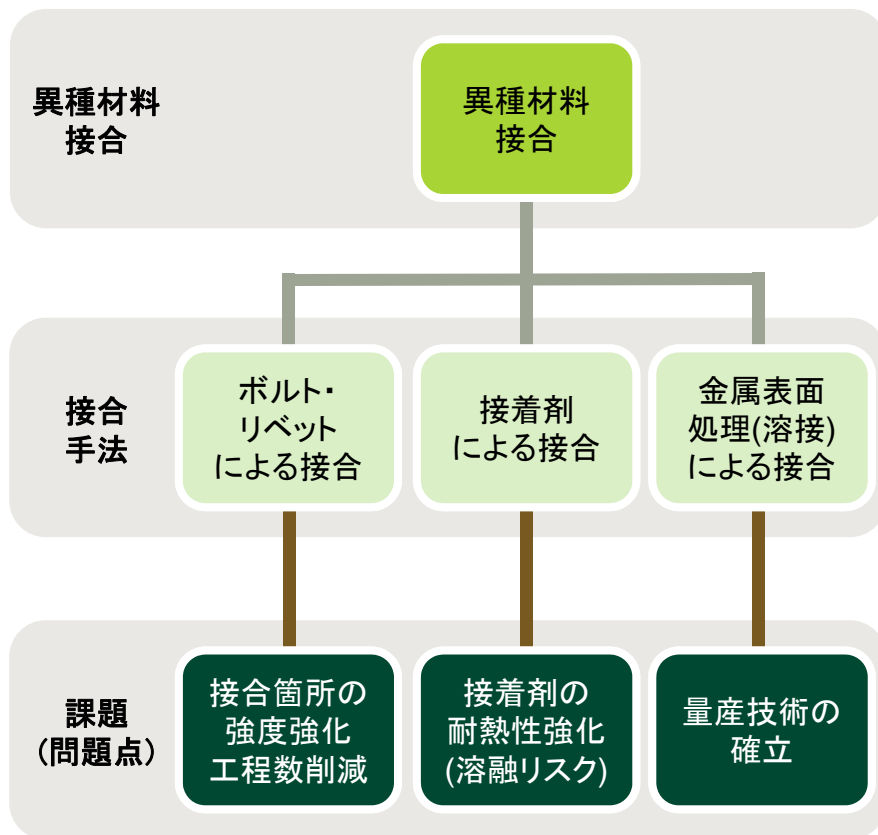 異種材料
接合
異種材料
接合
接合
手法
ボルト・
リベット
による接合
接着剤
による接合
金属表面
処理(溶接)
による接合
課題
(問題点)
接合箇所の
強度強化
工程数削減
接着剤の
耐熱性強化
(溶融リスク)
量産技術の
確立